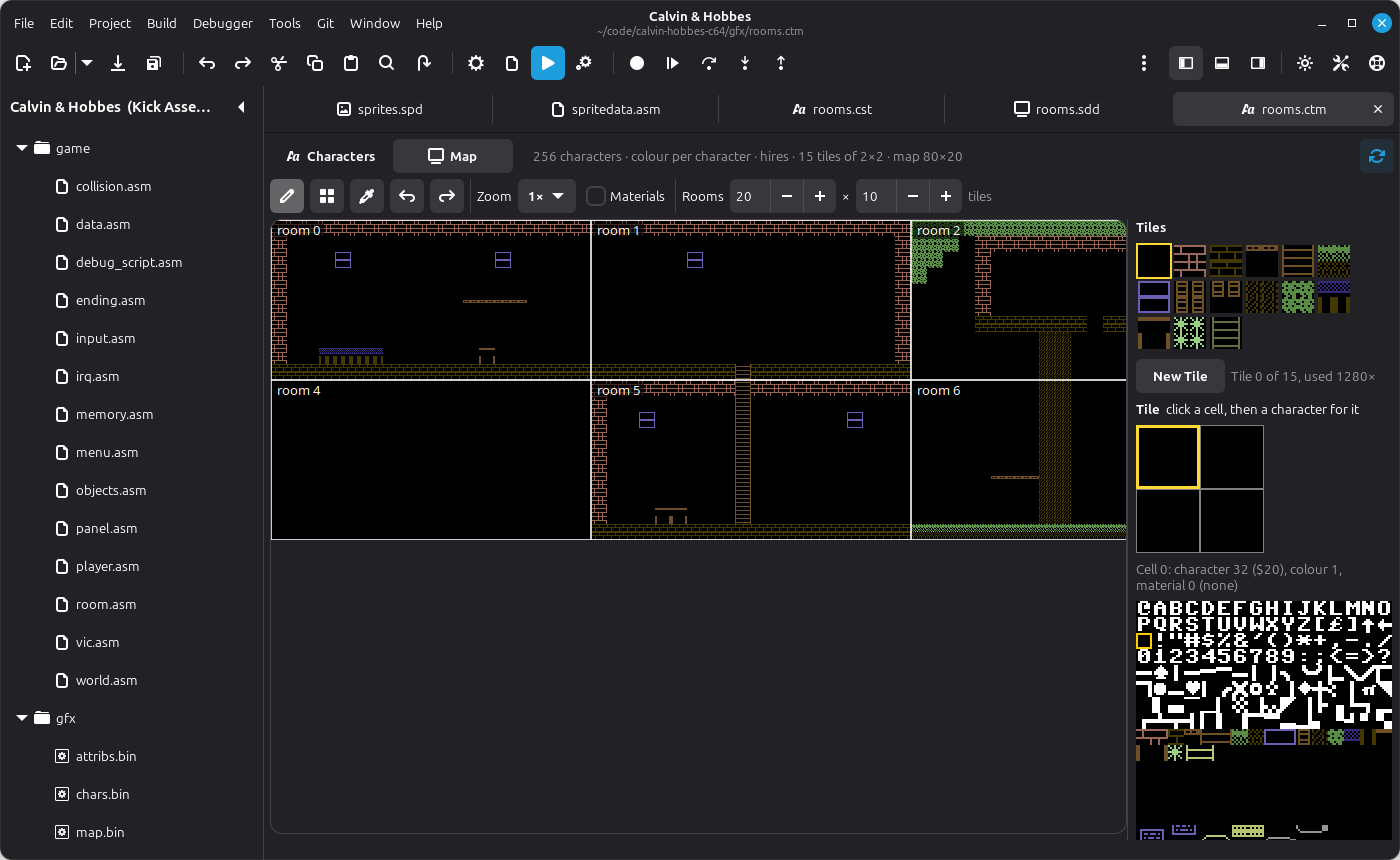 Calvin & Hobbes
~/code/calvin-hobbes-c64/gfx/rooms.ctm
File Edit Project Build Debugger Tools Git Window Help
Calvin & Hobbes (Kick Asse...
sprites.spd
spritedata.asm
Aa rooms.cst
rooms.sdd
Aa rooms.ctm
game
collision.asm
data.asm
debug_script.asm
ending.asm
input.asm
irq.asm
memory.asm
menu.asm
objects.asm
panel.asm
player.asm
room.asm
vic.asm
world.asm
gfx
attribs.bin
chars.bin
map.bin
Aa Characters
Map
256 characters · colour per character · hires · 15 tiles of 2×2 · map 80×20
Zoom 1× Materials Rooms 20 − + × 10 − + tiles
room 0
room 1
room 2
room 4
room 5
room 6
Tiles
New Tile
Tile 0 of 15, used 1280×
Tile click a cell, then a character for it
Cell 0: character 32 ($20), colour 1,
material 0 (none)
@ABCDEFGHIJKLMNO
PQRSTUVWXYZ[£]↑←
!"#$%&'()*+,-./
0123456789:;<=>?